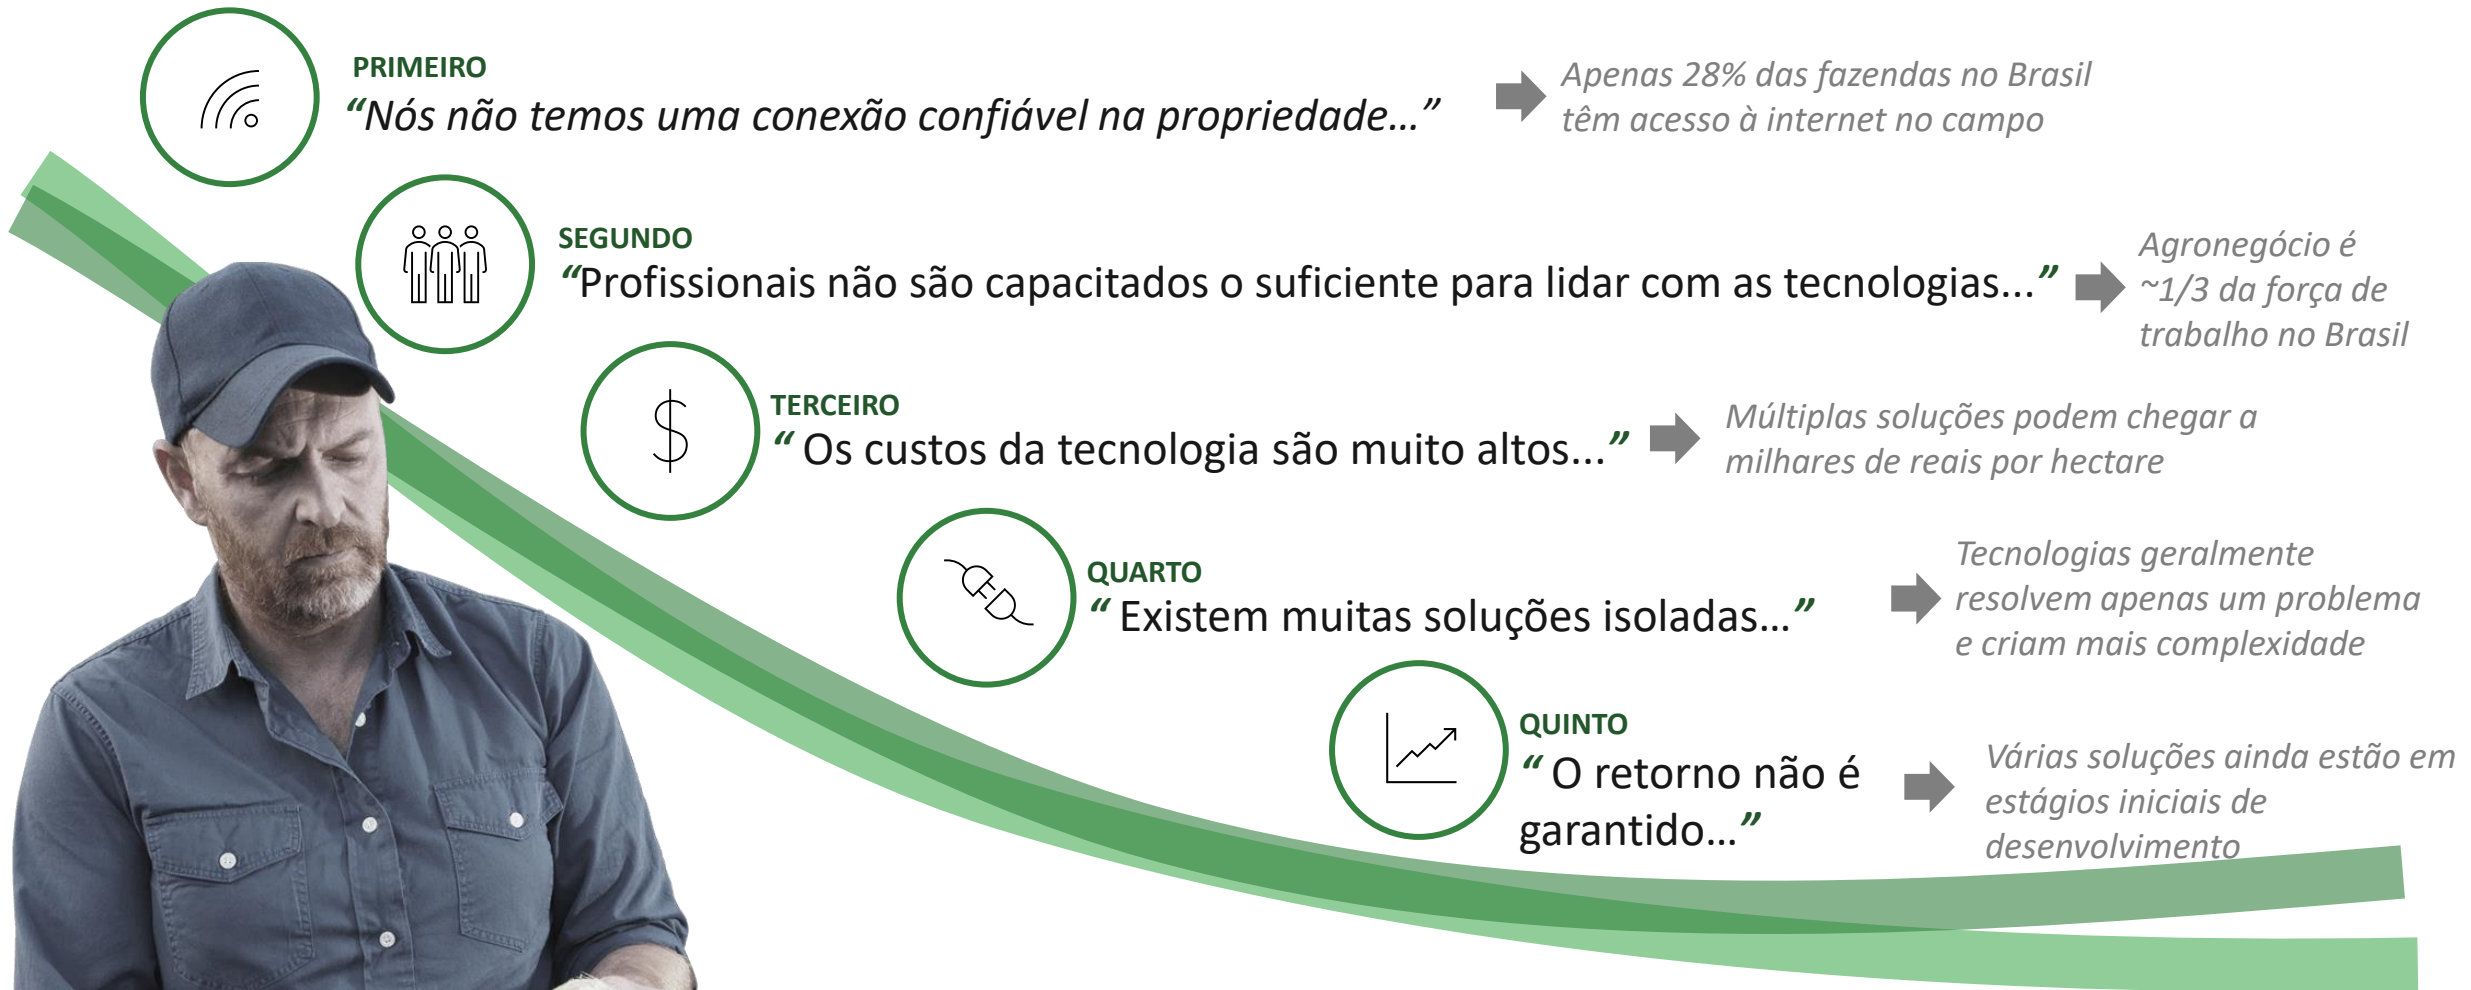 PRIMEIRO
“Nós não temos uma conexão confiável na propriedade...”
Apenas 28% das fazendas no Brasil
têm acesso à internet no campo
SEGUNDO
“Profissionais não são capacitados o suficiente para lidar com as tecnologias...”
Agronegócio é
~1/3 da força de
trabalho no Brasil
TERCEIRO
“ Os custos da tecnologia são muito altos...”
Múltiplas soluções podem chegar a
milhares de reais por hectare
QUARTO
“ Existem muitas soluções isoladas...”
Tecnologias geralmente
resolvem apenas um problema
e criam mais complexidade
QUINTO
“ O retorno não é
garantido...”
Várias soluções ainda estão em
estágios iniciais de
desenvolvimento